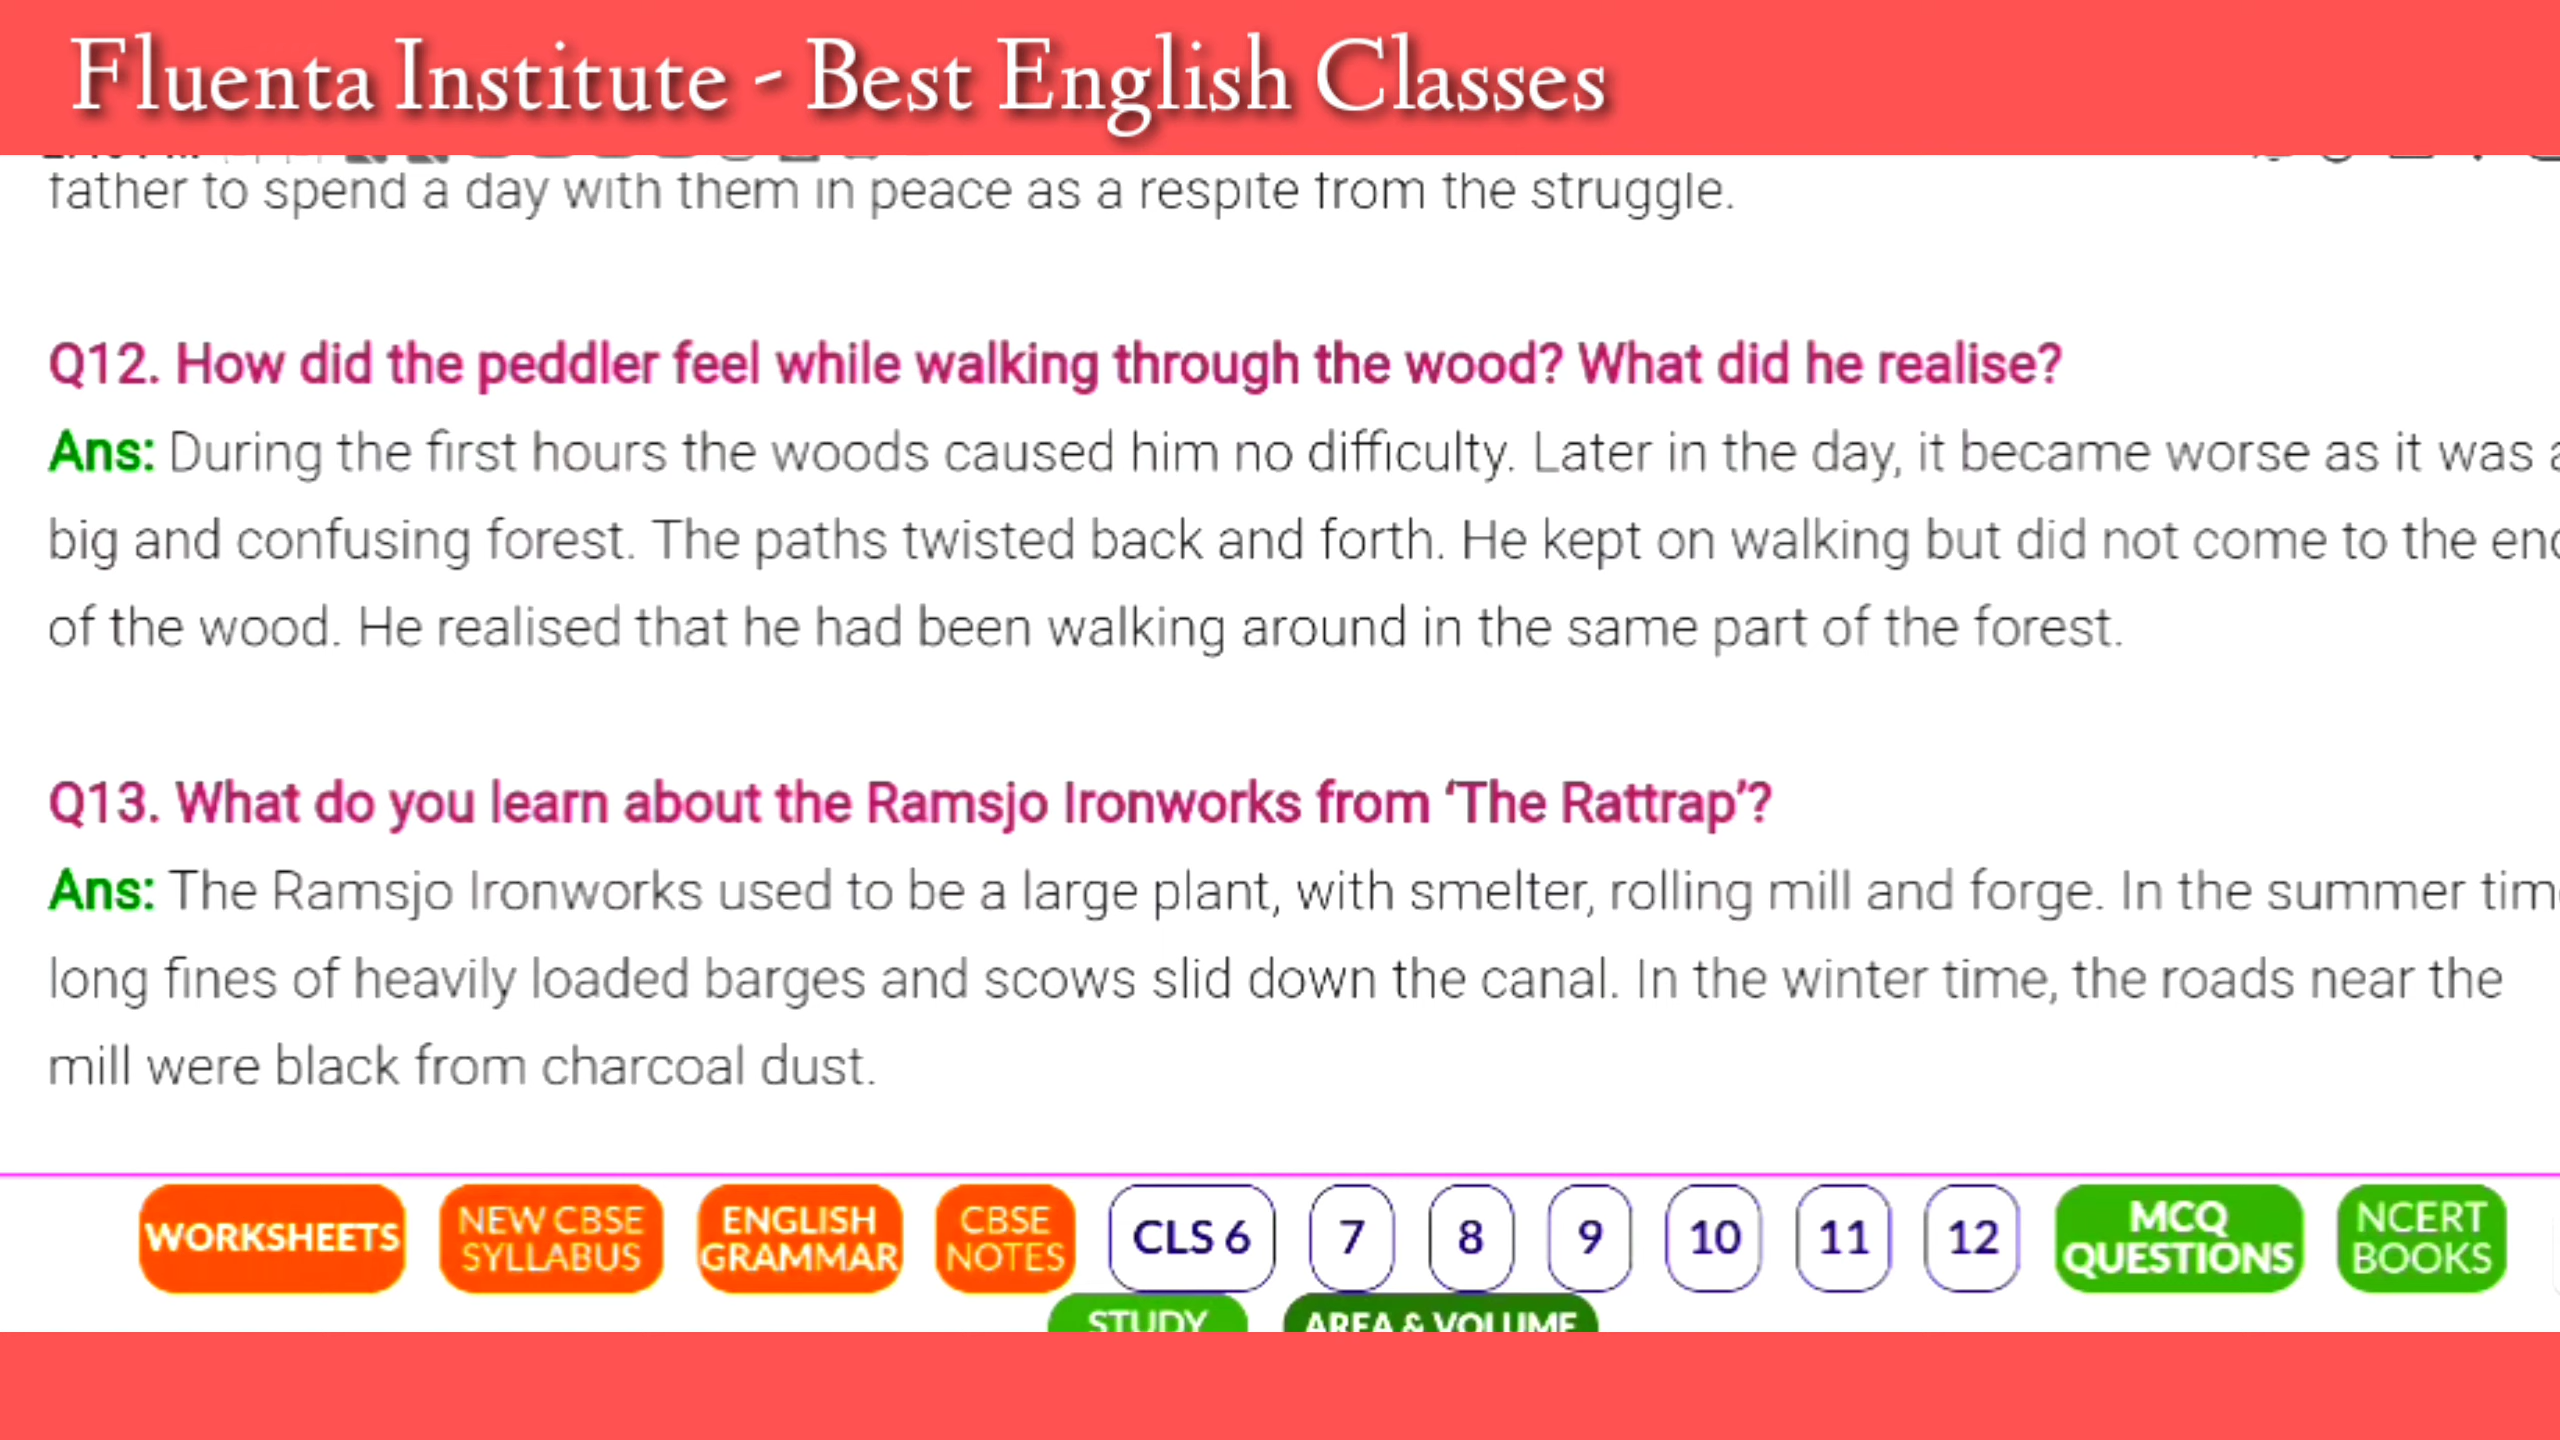 Fluenta Institute - Best English Classes
father to spend a day with them in peace as a respite from the struggle.
Q12. How did the peddler feel while walking through the wood? What did he realise?
Ans: During the first hours the woods caused him no difficulty. Later in the day, it became worse as it was a
big and confusing forest. The paths twisted back and forth. He kept on walking but did not come to the end
of the wood. He realised that he had been walking around in the same part of the forest.
Q13. What do you learn about the Ramsjo Ironworks from ‘The Rattrap’?
Ans: The Ramsjo Ironworks used to be a large plant, with smelter, rolling mill and forge. In the summer time
long fines of heavily loaded barges and scows slid down the canal. In the winter time, the roads near the
mill were black from charcoal dust.
WORKSHEETS NEW CBSE SYLLABUS ENGLISH GRAMMAR CBSE NOTES CLS 6 7 8 9 10 11 12 MCQ QUESTIONS NCERT BOOKS
STUDY AREA & VOLUME